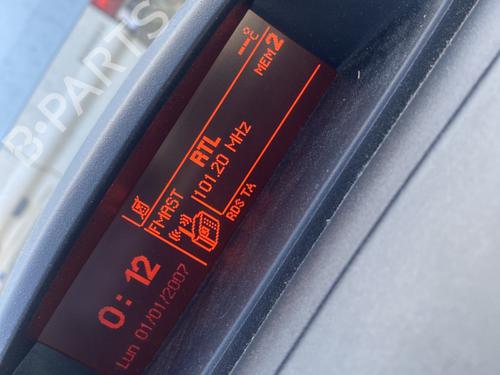 0:12
Lun 01/01/2007
FMAST
RTL
101.20 MHz
RDS TA
--- °C
MEM 2
B-PARTS